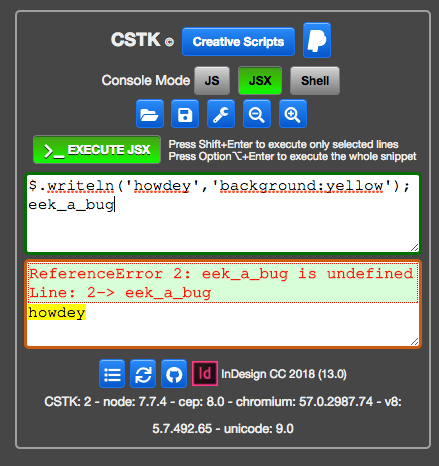 CSTK © Creative Scripts
Console Mode JS JSX Shell
>_ EXECUTE JSX
Press Shift+Enter to execute only selected lines
Press Option⌥+Enter to execute the whole snippet
$.writeln('howdey','background:yellow');
eek_a_bug
ReferenceError 2: eek_a_bug is undefined
Line: 2-> eek_a_bug
howdey
Id InDesign CC 2018 (13.0)
CSTK: 2 - node: 7.7.4 - cep: 8.0 - chromium: 57.0.2987.74 - v8:
5.7.492.65 - unicode: 9.0